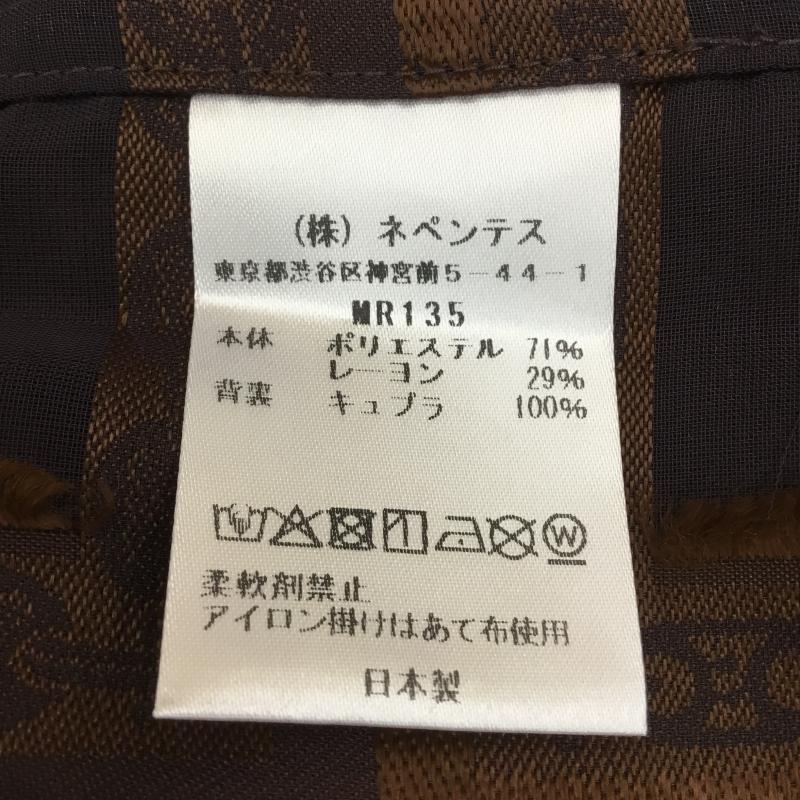 (株) ネペンテス
東京都渋谷区神宮前5-44-1
MR135
本体 ポリエステル 71%
レーヨン 29%
背裏 キュプラ 100%
W
柔軟剤禁止
アイロン掛けはあて布使用
日本製